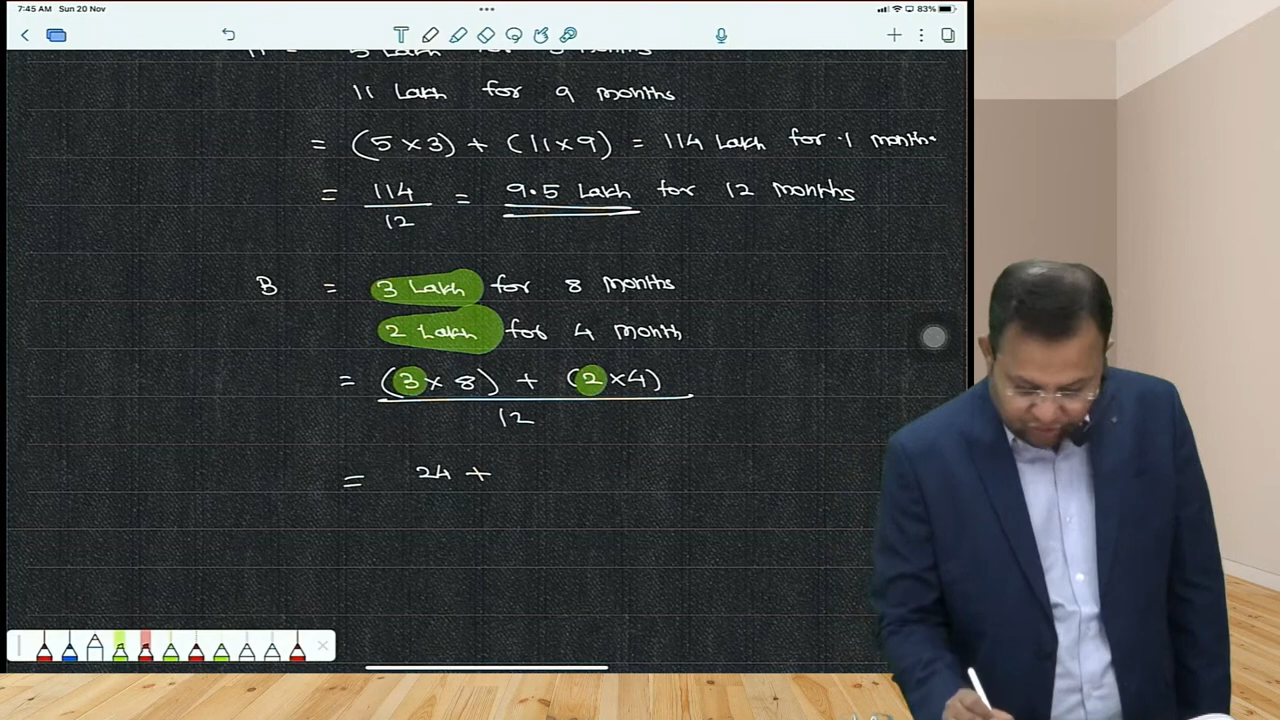 7:45 AM Sun 20 Nov 83%
11 Lakh for 9 months
= (5 × 3) + (11 × 9) = 114 Lakh for 1 month.
= 114/12 = 9.5 Lakh for 12 months
B = 3 Lakh for 8 months
2 Lakh for 4 month
= (3 × 8) + (2 × 4)
12
= 24 +